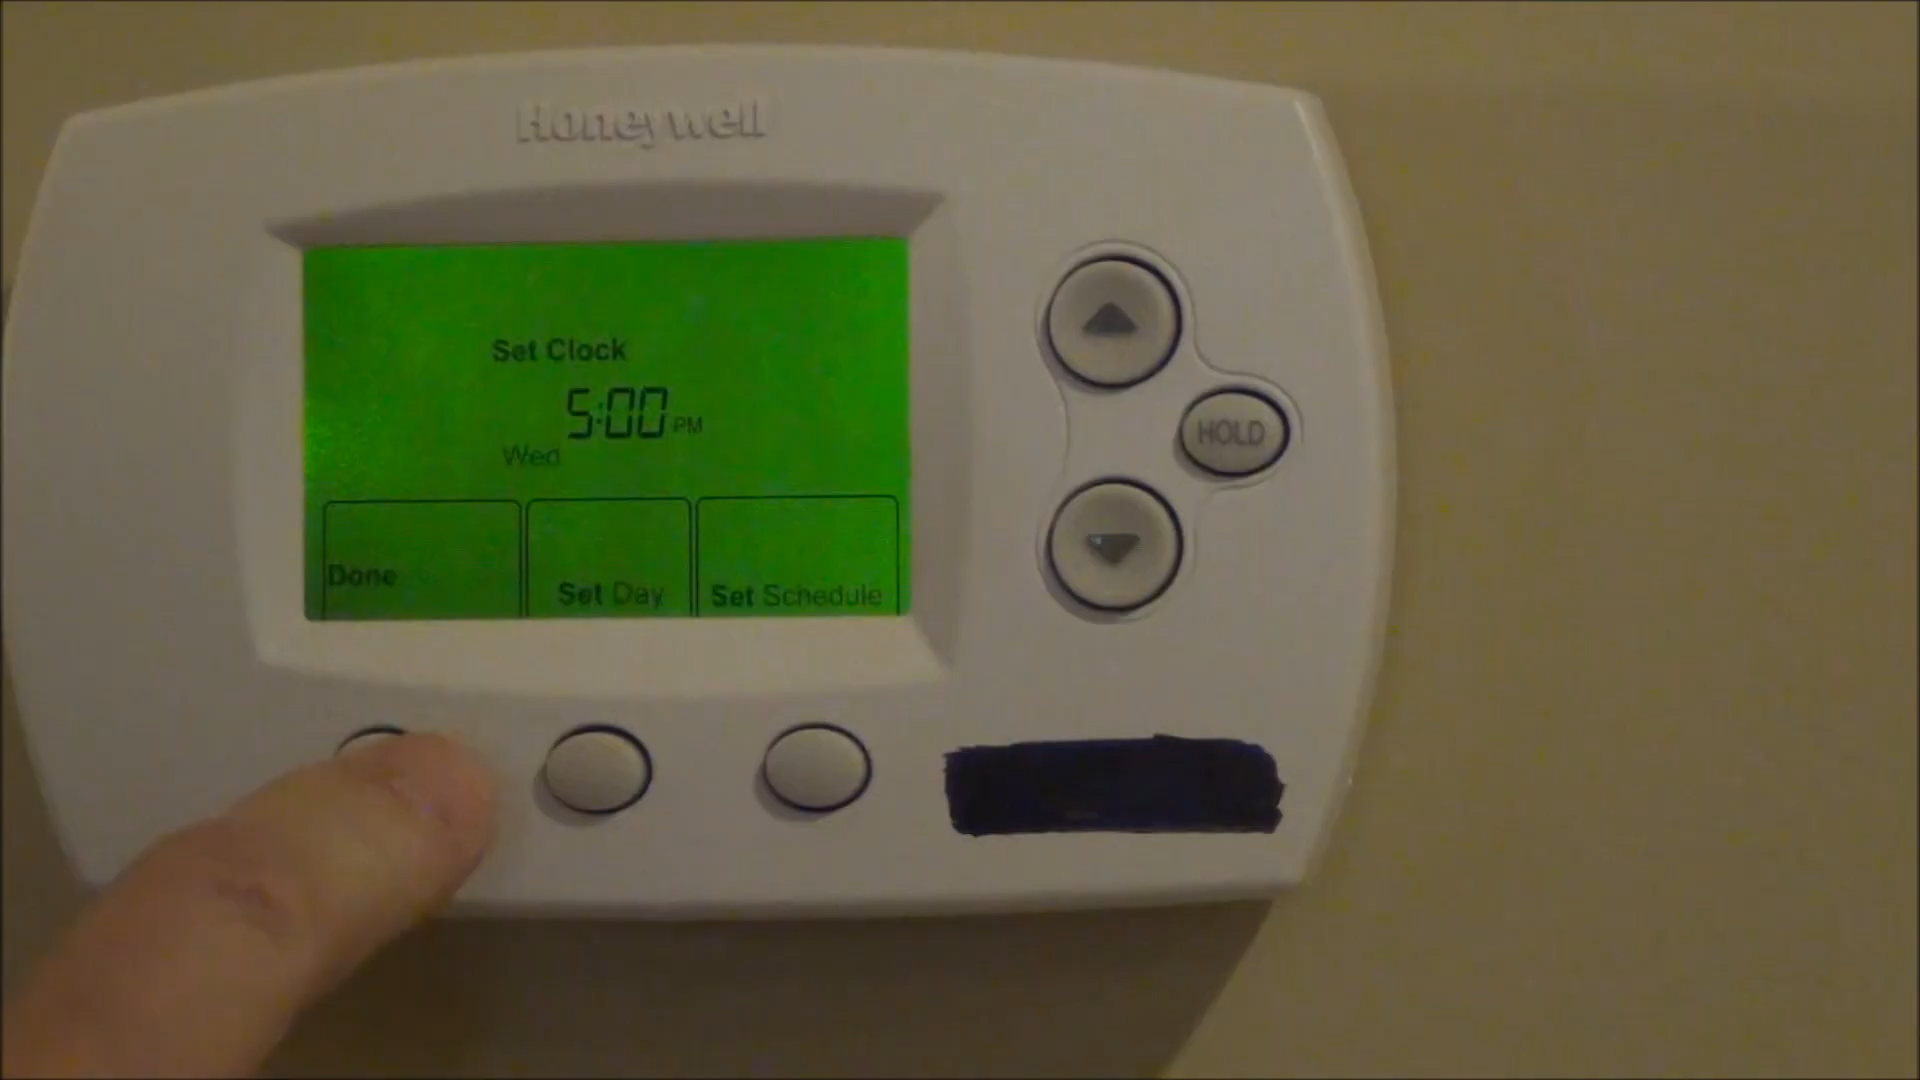 Honeywell
Set Clock
5:00 PM
Wed
Done
Set Day
Set Schedule
HOLD